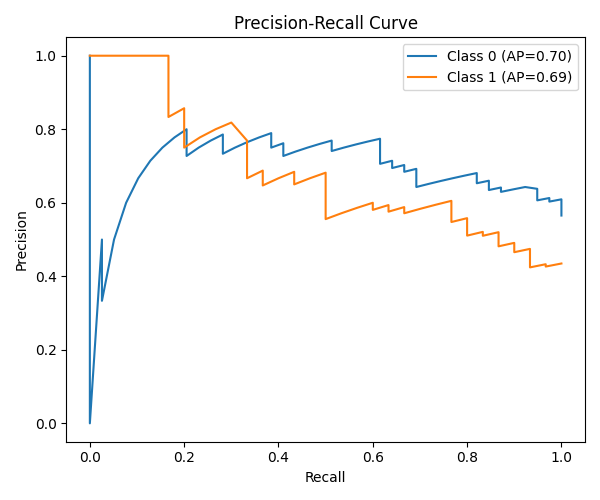 Precision-Recall Curve
Class 0 (AP=0.70)
Class 1 (AP=0.69)
Precision
1.0
0.8
0.6
0.4
0.2
0.0
0.0 0.2 0.4 0.6 0.8 1.0
Recall